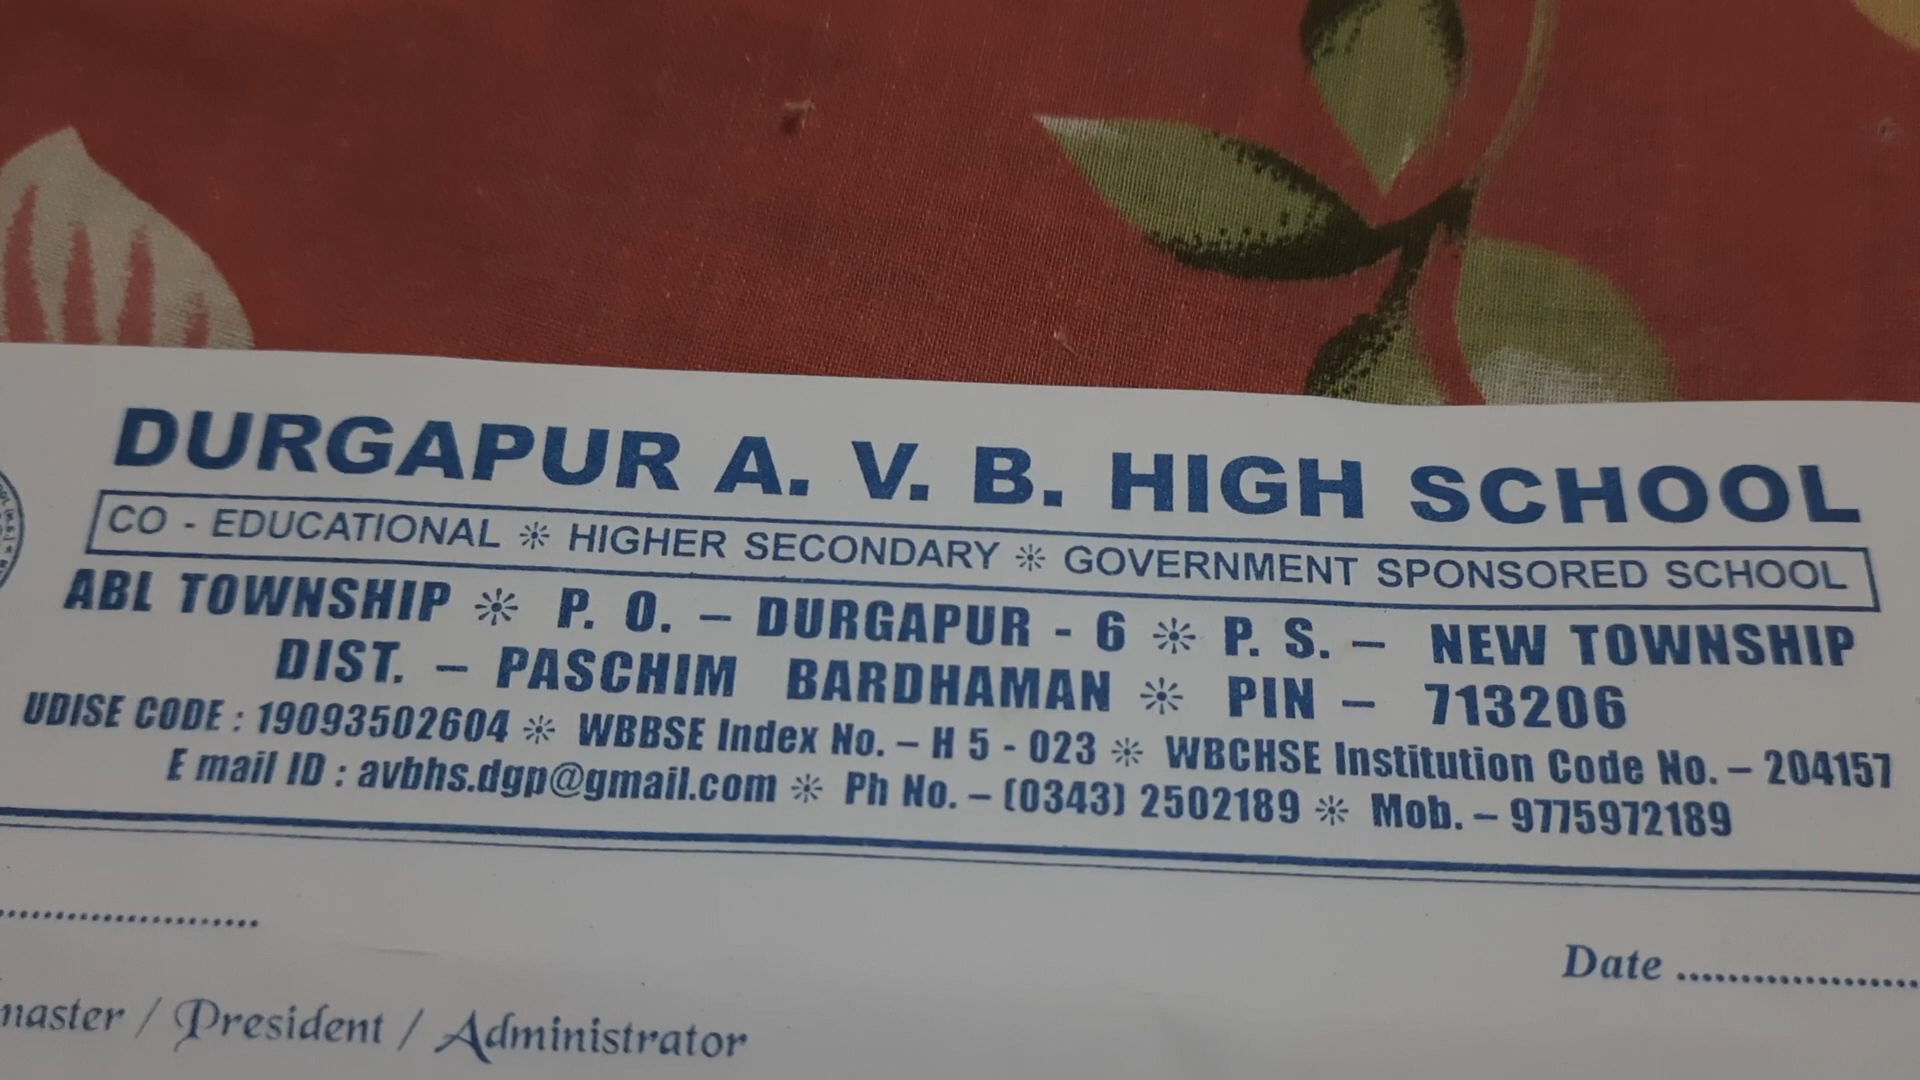 DURGAPUR A. V. B. HIGH SCHOOL
CO - EDUCATIONAL ❊ HIGHER SECONDARY ❊ GOVERNMENT SPONSORED SCHOOL
ABL TOWNSHIP ❊ P. O. – DURGAPUR - 6 ❊ P. S. – NEW TOWNSHIP
DIST. – PASCHIM BARDHAMAN ❊ PIN – 713206
UDISE CODE : 19093502604 ❊ WBBSE Index No. – H 5 - 023 ❊ WBCHSE Institution Code No. – 204157
E mail ID : avbhs.dgp@gmail.com ❊ Ph No. – (0343) 2502189 ❊ Mob. – 9775972189
Date ....................
master / President / Administrator